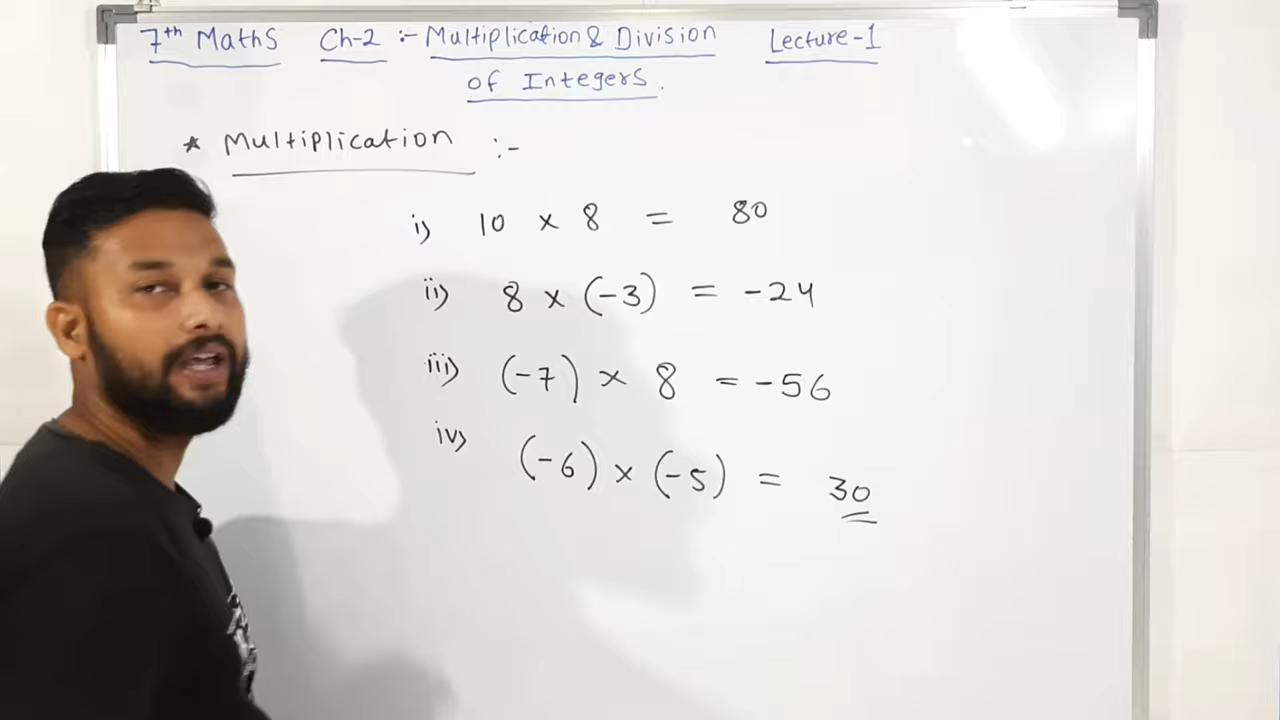 7th Maths Ch-2 :- Multiplication & Division Lecture-1
of Integers.
* Multiplication :-
i) 10 × 8 = 80
ii) 8 × (-3) = -24
iii) (-7) × 8 = -56
iv) (-6) × (-5) = 30